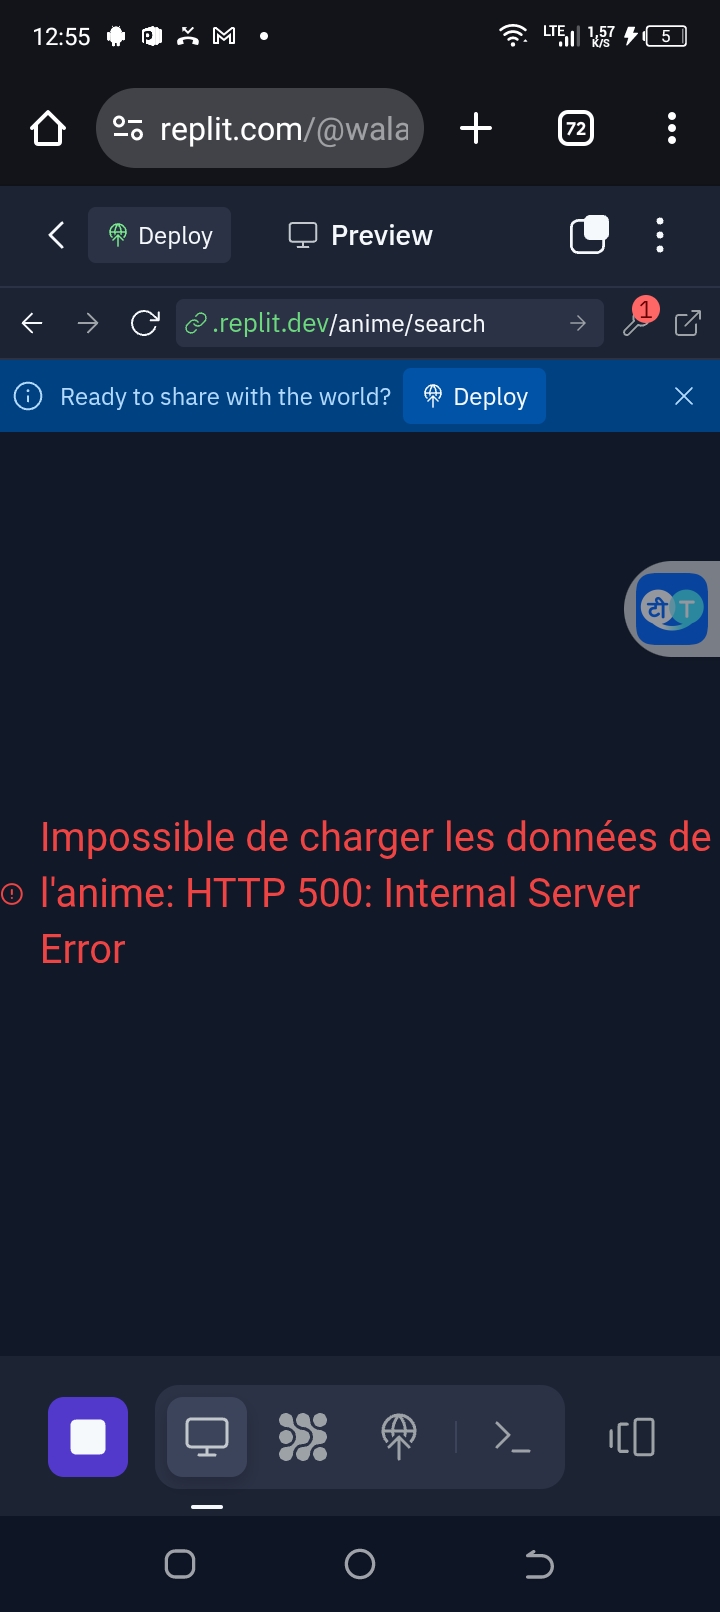 12:55
LTE
1,57
K/S
5
replit.com/@wala
72
Deploy
Preview
.replit.dev/anime/search
1
Ready to share with the world?
Deploy
टी T
Impossible de charger les données de
l'anime: HTTP 500: Internal Server
Error